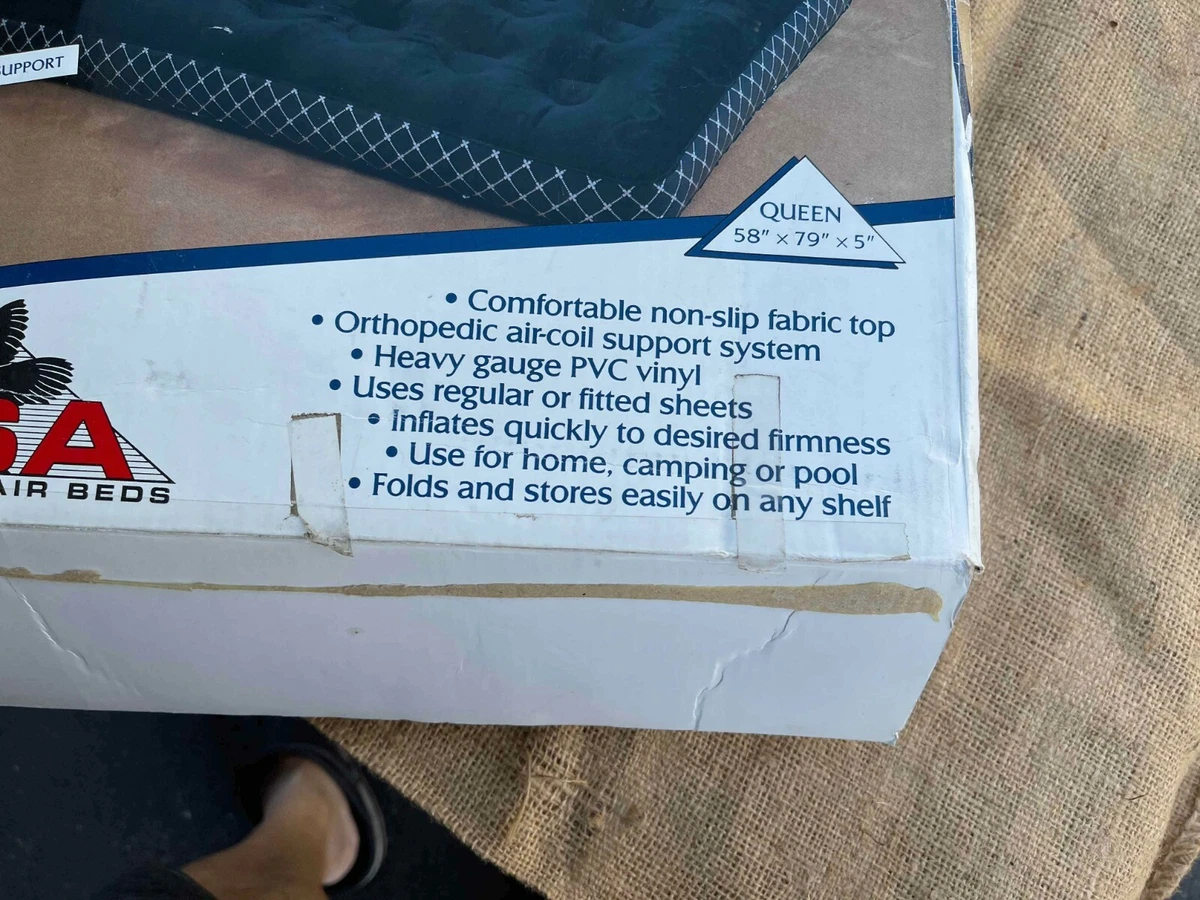 SUPPORT
QUEEN
58" × 79" × 5"
• Comfortable non-slip fabric top
• Orthopedic air-coil support system
• Heavy gauge PVC vinyl
• Uses regular or fitted sheets
• Inflates quickly to desired firmness
• Use for home, camping or pool
• Folds and stores easily on any shelf
SA
AIR BEDS